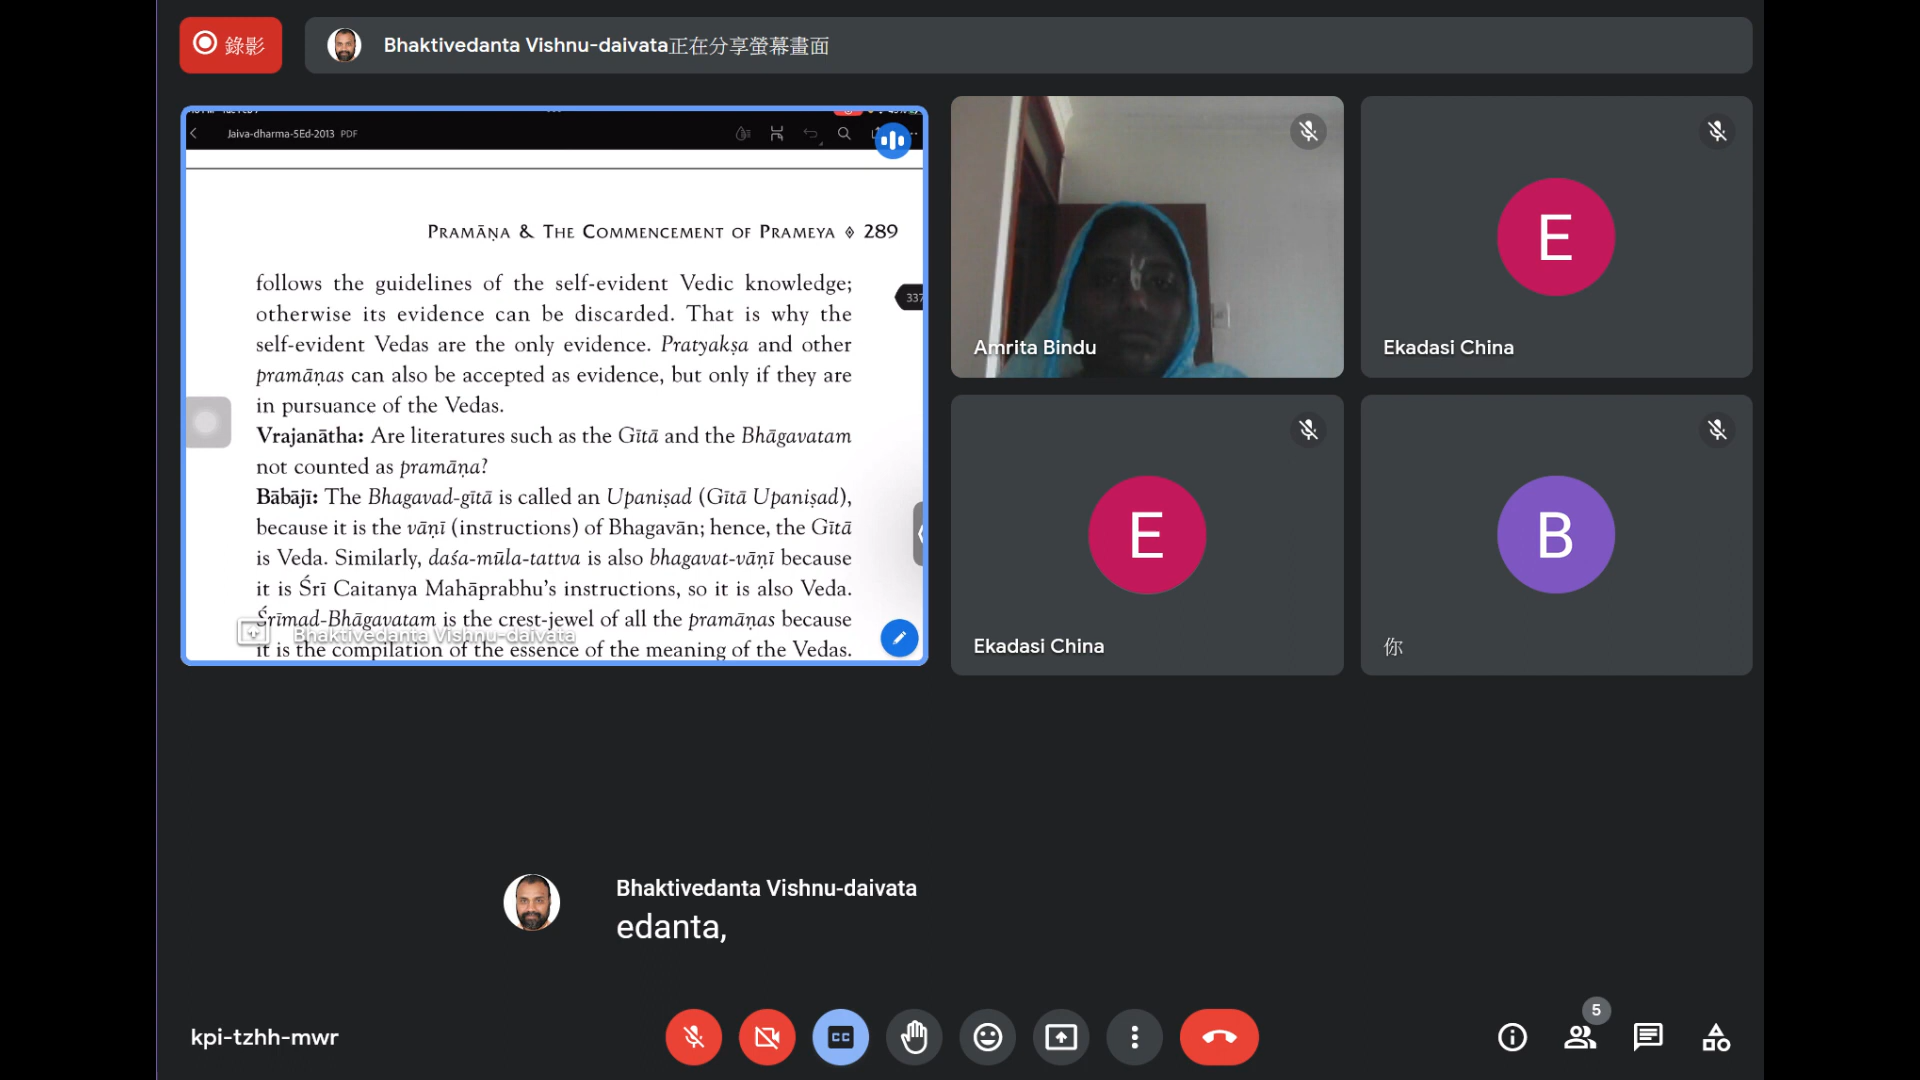 錄影
Bhaktivedanta Vishnu-daivata正在分享螢幕畫面
Jaiva-dharma-5Ed-2013 PDF
PRAMĀṆA & THE COMMENCEMENT OF PRAMEYA ◊ 289
follows the guidelines of the self-evident Vedic knowledge;
otherwise its evidence can be discarded. That is why the
self-evident Vedas are the only evidence. Pratyakṣa and other
pramāṇas can also be accepted as evidence, but only if they are
in pursuance of the Vedas.
Vrajanātha: Are literatures such as the Gītā and the Bhāgavatam
not counted as pramāṇa?
Bābājī: The Bhagavad-gītā is called an Upaniṣad (Gītā Upaniṣad),
because it is the vāṇī (instructions) of Bhagavān; hence, the Gītā
is Veda. Similarly, daśa-mūla-tattva is also bhagavat-vāṇī because
it is Śrī Caitanya Mahāprabhu's instructions, so it is also Veda.
Śrīmad-Bhāgavatam is the crest-jewel of all the pramāṇas because
it is the compilation of the essence of the meaning of the Vedas.
337
Bhaktivedanta Vishnu-daivata
Amrita Bindu
E
Ekadasi China
E
Ekadasi China
B
你
Bhaktivedanta Vishnu-daivata
edanta,
kpi-tzhh-mwr
CC
5